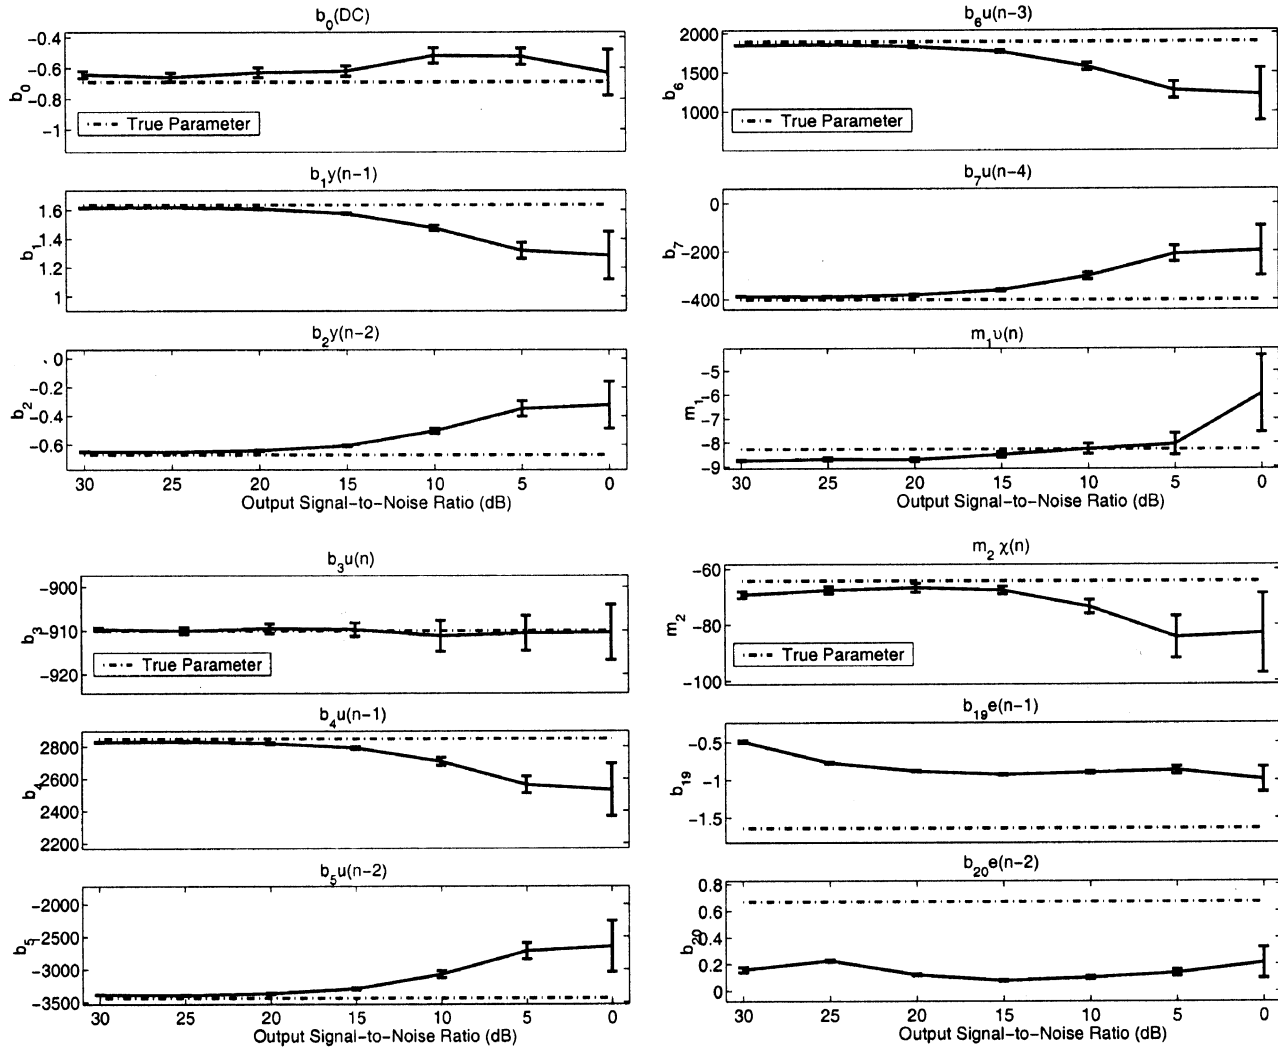 b0(DC)
−0.4
−0.6
−0.8
−1
b0
True Parameter
b1y(n−1)
1.6
1.4
1.2
1
b1
b2y(n−2)
0
−0.2
−0.4
−0.6
b2
30 25 20 15 10 5 0
Output Signal−to−Noise Ratio (dB)
b3u(n)
−900
−910
−920
b3
True Parameter
b4u(n−1)
2800
2600
2400
2200
b4
b5u(n−2)
−2000
−2500
−3000
−3500
b5
30 25 20 15 10 5 0
Output Signal−to−Noise Ratio (dB)
b6u(n−3)
2000
1500
1000
b6
True Parameter
b7u(n−4)
0
−200
−400
b7
m1υ(n)
−5
−6
−7
−8
−9
m1
30 25 20 15 10 5 0
Output Signal−to−Noise Ratio (dB)
m2 χ(n)
−60
−80
−100
m2
True Parameter
b19e(n−1)
−0.5
−1
−1.5
b19
b20e(n−2)
0.8
0.6
0.4
0.2
0
b20
30 25 20 15 10 5 0
Output Signal−to−Noise Ratio (dB)